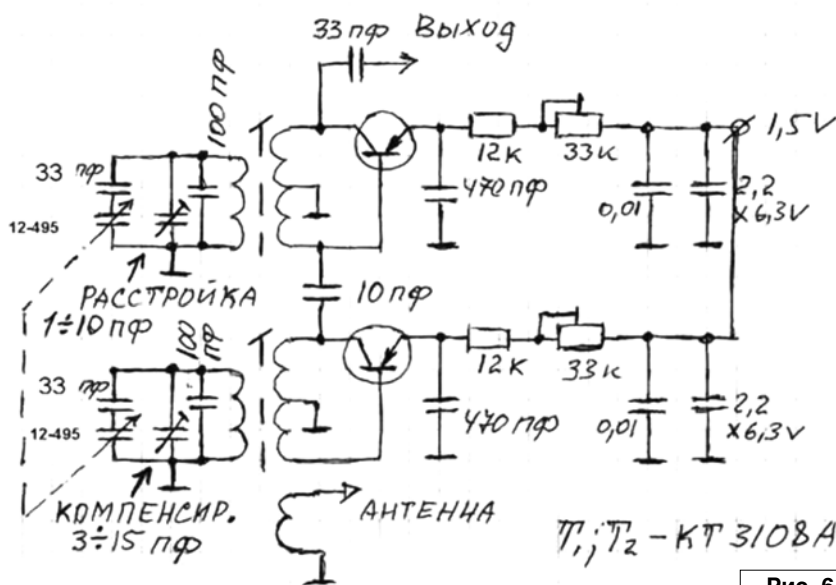 33 пф Выход
100 пф
33 пф
12-495
РАССТРОЙКА
1÷10 пф
12к
33к
1,5V
470 пф
0,01
2,2
х6,3V
10 пф
100 пф
33 пф
12-495
КОМПЕНСИР.
3÷15 пф
12к
33к
470 пф
0,01
2,2
х6,3V
АНТЕННА
T₁; T₂ - КТ 3108А
Рис. 6